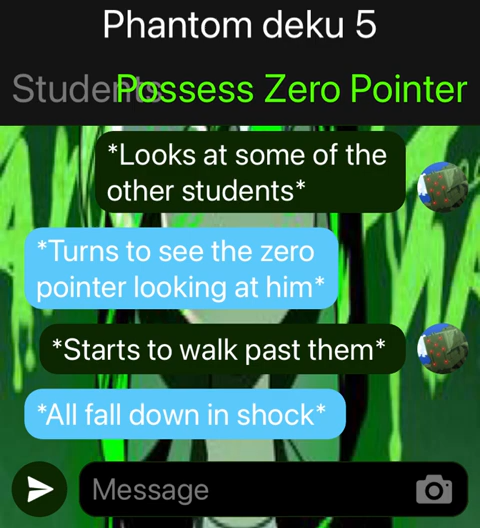 Phantom deku 5
Students
Possess Zero Pointer
*Looks at some of the
other students*
*Turns to see the zero
pointer looking at him*
*Starts to walk past them*
*All fall down in shock*
Message